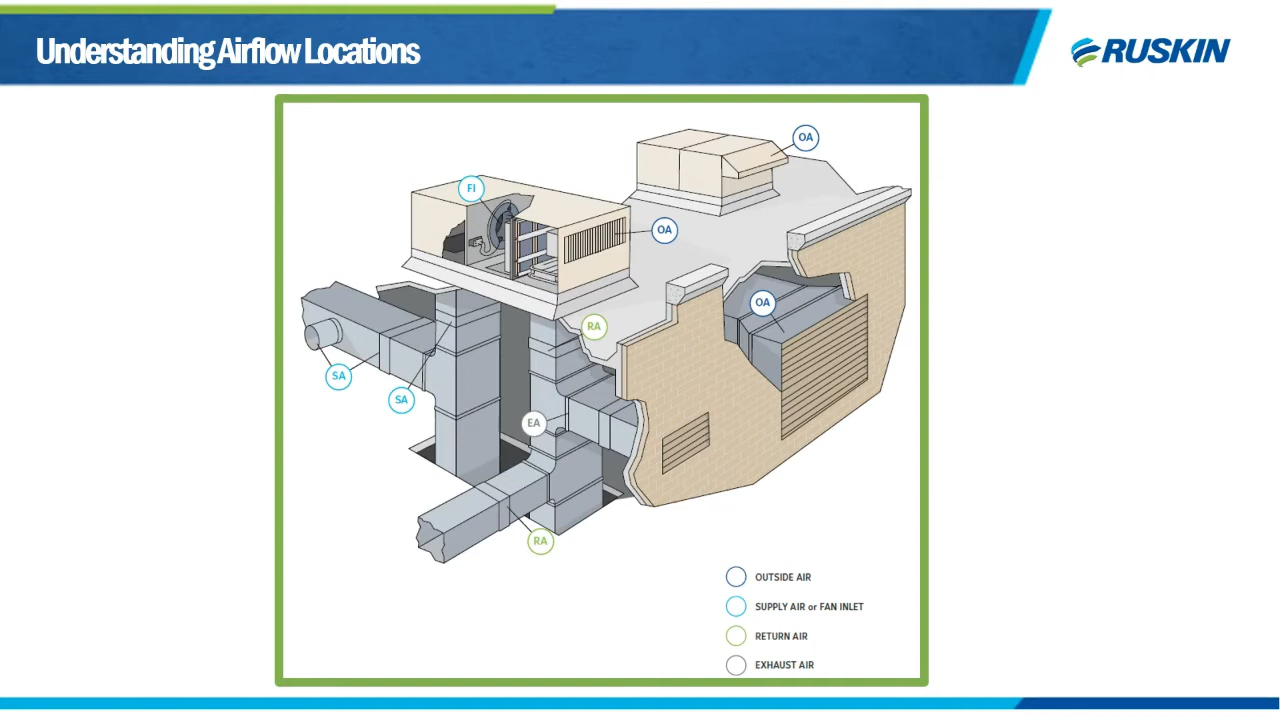 Understanding Airflow Locations
RUSKIN
OA
FI
OA
OA
RA
SA
SA
EA
RA
OUTSIDE AIR
SUPPLY AIR or FAN INLET
RETURN AIR
EXHAUST AIR